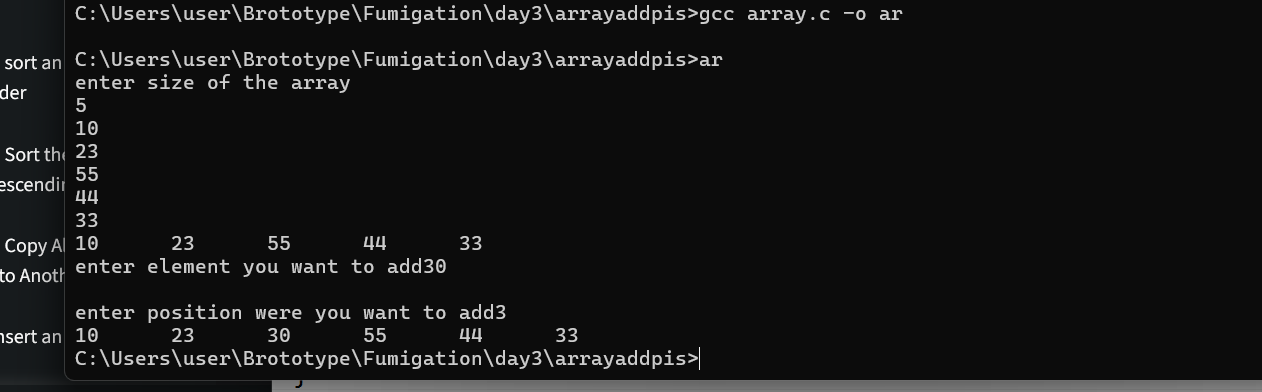 C:\Users\user\Brototype\Fumigation\day3\arrayaddpis>gcc array.c -o ar
C:\Users\user\Brototype\Fumigation\day3\arrayaddpis>ar
enter size of the array
5
10
23
55
44
33
10 23 55 44 33
enter element you want to add30
enter position were you want to add3
10 23 30 55 44 33
C:\Users\user\Brototype\Fumigation\day3\arrayaddpis>
sort an
der
Sort the
escendin
Copy Al
to Anoth
nsert an
}